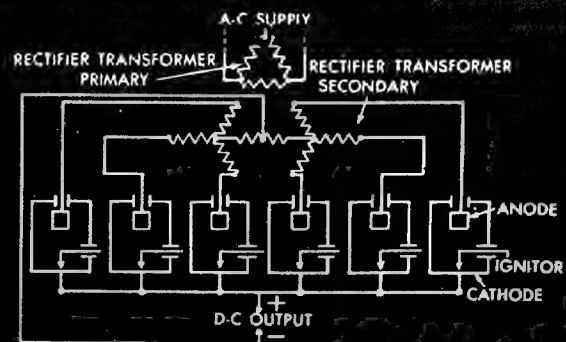 A-C SUPPLY
RECTIFIER TRANSFORMER
PRIMARY
RECTIFIER TRANSFORMER
SECONDARY
ANODE
IGNITOR
CATHODE
+
D-C OUTPUT
−